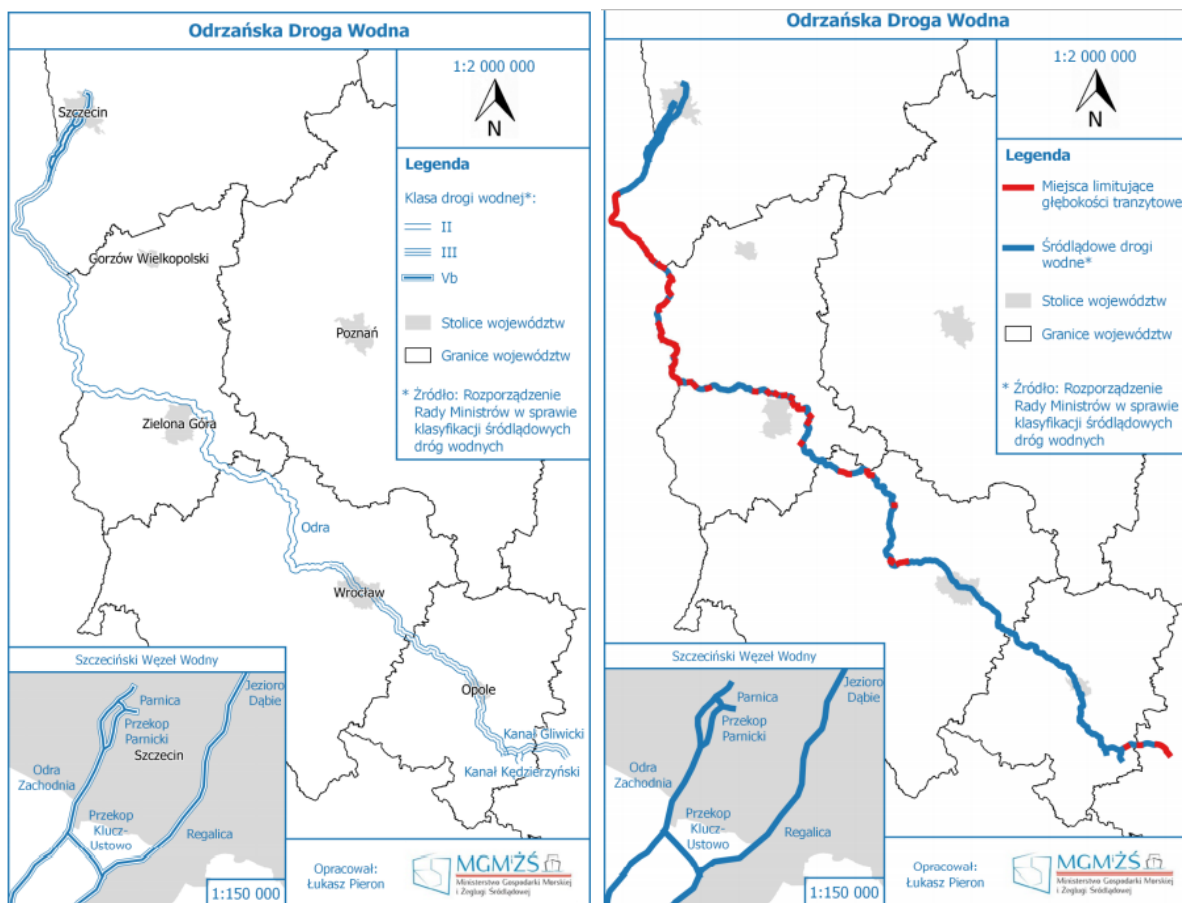 Odrzańska Droga Wodna
1:2 000 000
N
Legenda
Klasa drogi wodnej*:
II
III
Vb
Stolice województw
Granice województw
* Źródło: Rozporządzenie
Rady Ministrów w sprawie
klasyfikacji śródlądowych
dróg wodnych
Szczecin
Gorzów Wielkopolski
Poznań
Zielona Góra
Odra
Wrocław
Opole
Kanał Gliwicki
Kanał Kędzierzyński
Szczeciński Węzeł Wodny
Jezioro
Dąbie
Parnica
Przekop
Parnicki
Szczecin
Odra
Zachodnia
Przekop
Klucz-
Ustowo
Regalica
1:150 000
Opracował:
Łukasz Pieron
MGMiŻŚ
Ministerstwo Gospodarki Morskiej
i Żeglugi Śródlądowej
Odrzańska Droga Wodna
1:2 000 000
N
Legenda
Miejsca limitujące
głębokości tranzytowe
Śródlądowe drogi
wodne*
Stolice województw
Granice województw
* Źródło: Rozporządzenie
Rady Ministrów w sprawie
klasyfikacji śródlądowych
dróg wodnych
Szczeciński Węzeł Wodny
Jezioro
Dąbie
Parnica
Przekop
Parnicki
Odra
Zachodnia
Przekop
Klucz-
Ustowo
Regalica
1:150 000
Opracował:
Łukasz Pieron
MGMiŻŚ
Ministerstwo Gospodarki Morskiej
i Żeglugi Śródlądowej